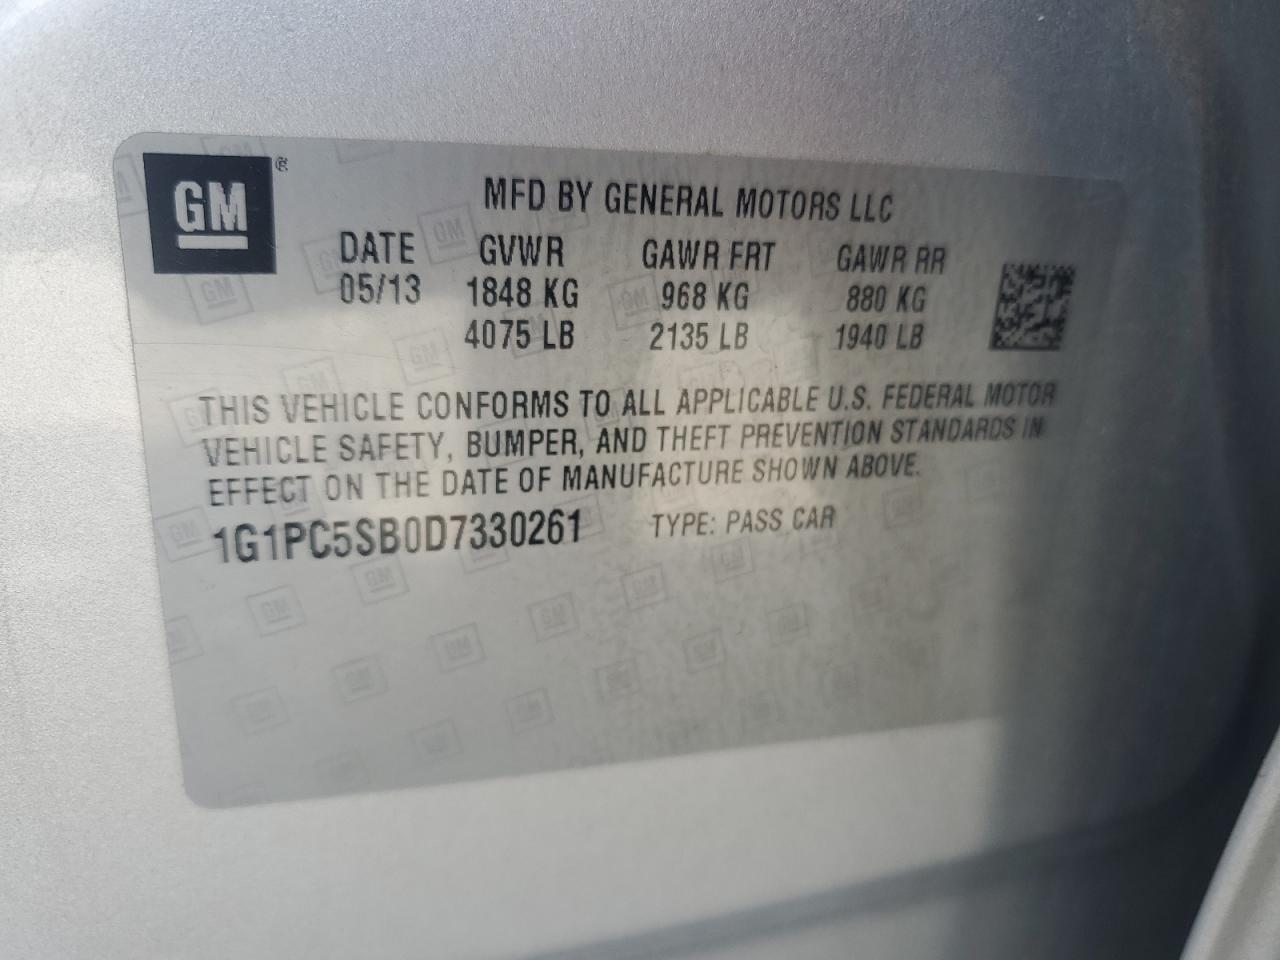 GM
MFD BY GENERAL MOTORS LLC
DATE GVWR GAWR FRT GAWR RR
05/13 1848 KG 968 KG 880 KG
4075 LB 2135 LB 1940 LB
THIS VEHICLE CONFORMS TO ALL APPLICABLE U.S. FEDERAL MOTOR
VEHICLE SAFETY, BUMPER, AND THEFT PREVENTION STANDARDS IN
EFFECT ON THE DATE OF MANUFACTURE SHOWN ABOVE.
1G1PC5SB0D7330261 TYPE: PASS CAR